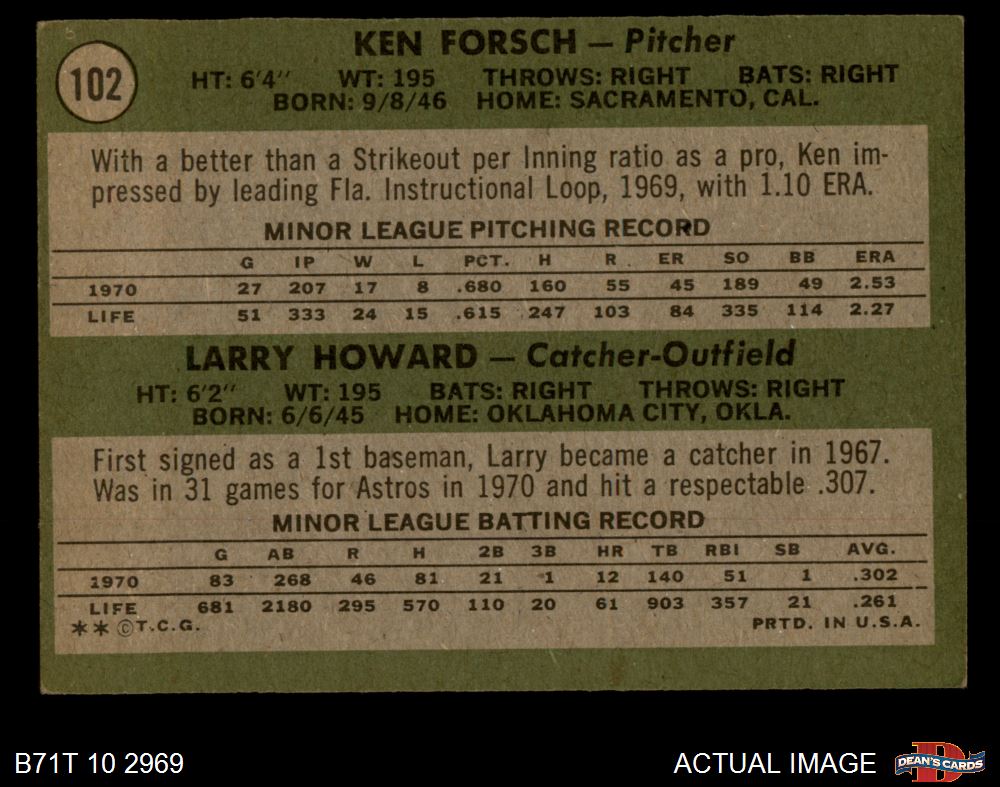 102
KEN FORSCH — Pitcher
HT: 6'4" WT: 195 THROWS: RIGHT BATS: RIGHT
BORN: 9/8/46 HOME: SACRAMENTO, CAL.
With a better than a Strikeout per Inning ratio as a pro, Ken im-
pressed by leading Fla. Instructional Loop, 1969, with 1.10 ERA.
MINOR LEAGUE PITCHING RECORD
G IP W L PCT. H R ER SO BB ERA
1970 27 207 17 8 .680 160 55 45 189 49 2.53
LIFE 51 333 24 15 .615 247 103 84 335 114 2.27
LARRY HOWARD — Catcher-Outfield
HT: 6'2" WT: 195 BATS: RIGHT THROWS: RIGHT
BORN: 6/6/45 HOME: OKLAHOMA CITY, OKLA.
First signed as a 1st baseman, Larry became a catcher in 1967.
Was in 31 games for Astros in 1970 and hit a respectable .307.
MINOR LEAGUE BATTING RECORD
G AB R H 2B 3B HR TB RBI SB AVG.
1970 83 268 46 81 21 1 12 140 51 1 .302
LIFE 681 2180 295 570 110 20 61 903 357 21 .261
**©T.C.G. PRTD. IN U.S.A.
B71T 10 2969 ACTUAL IMAGE DEAN'S CARDS